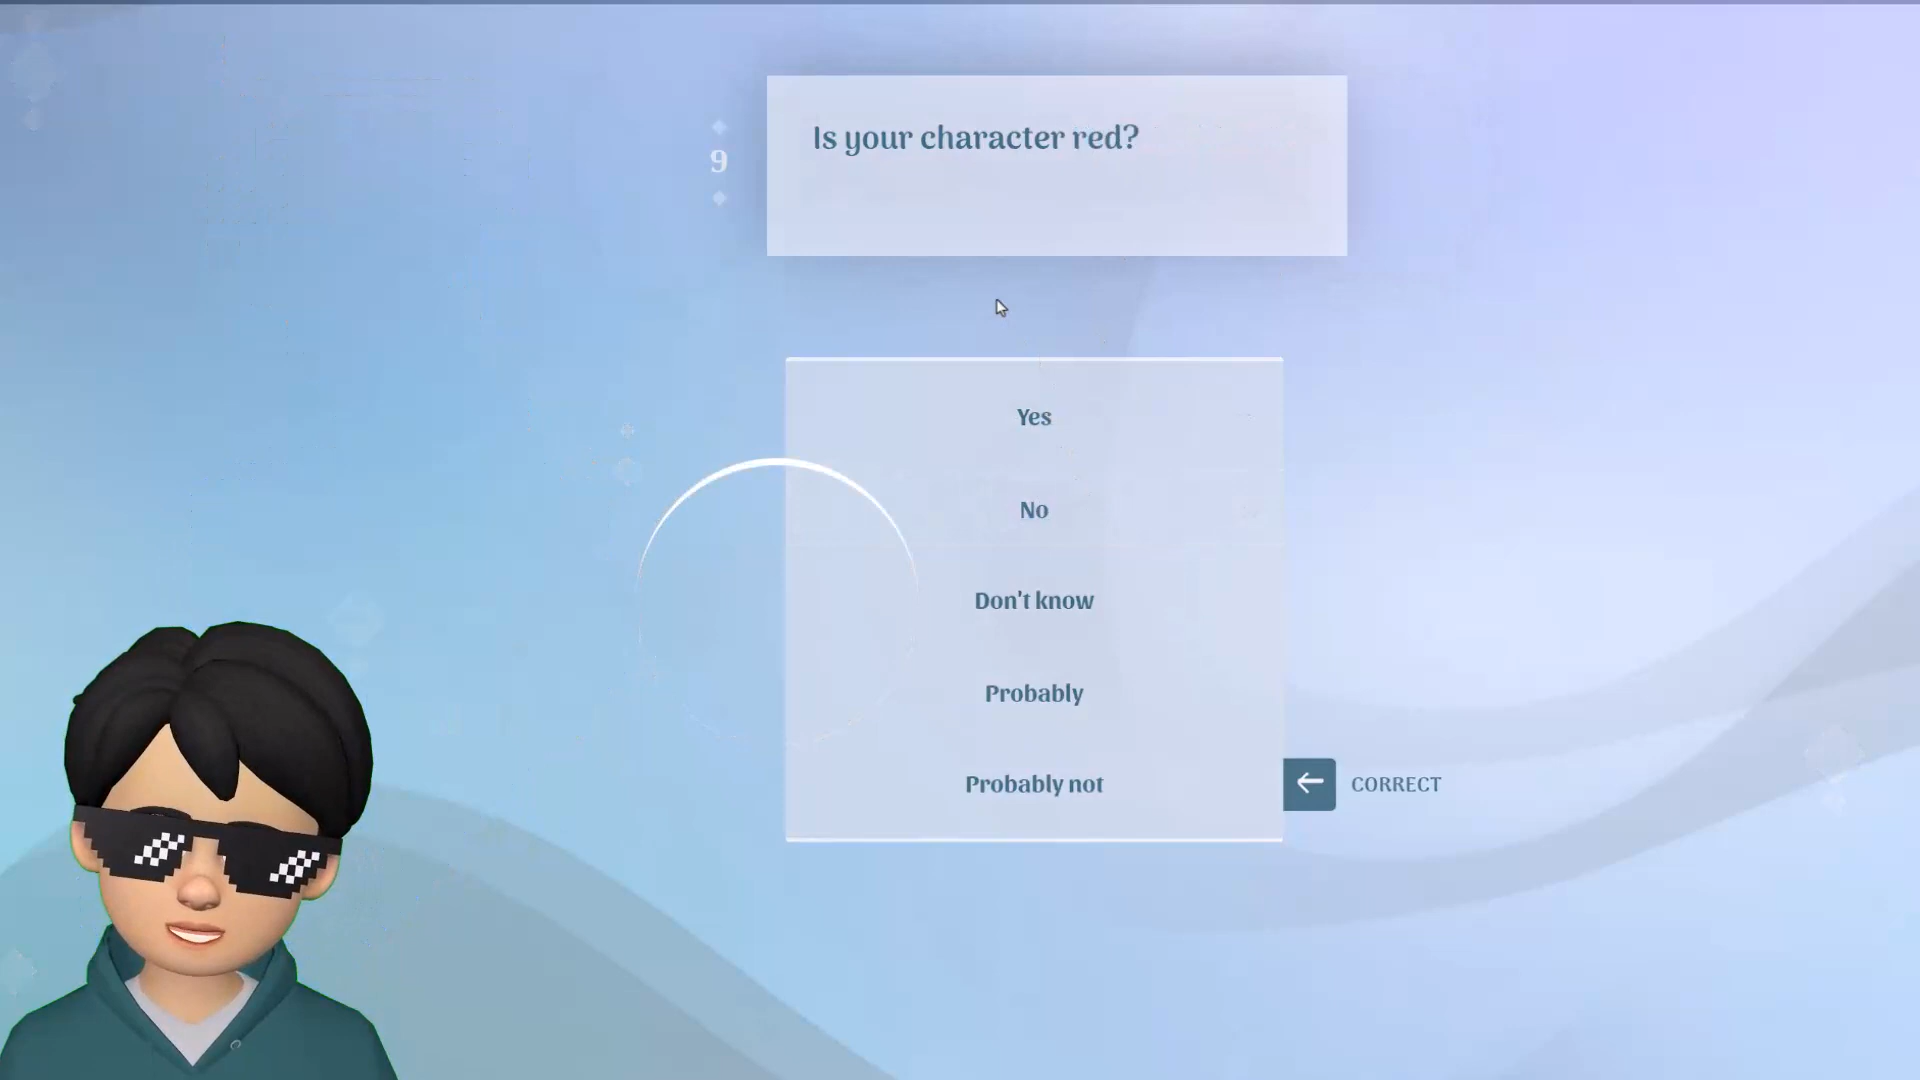 Is your character red?
9
Yes
No
Don't know
Probably
Probably not
CORRECT